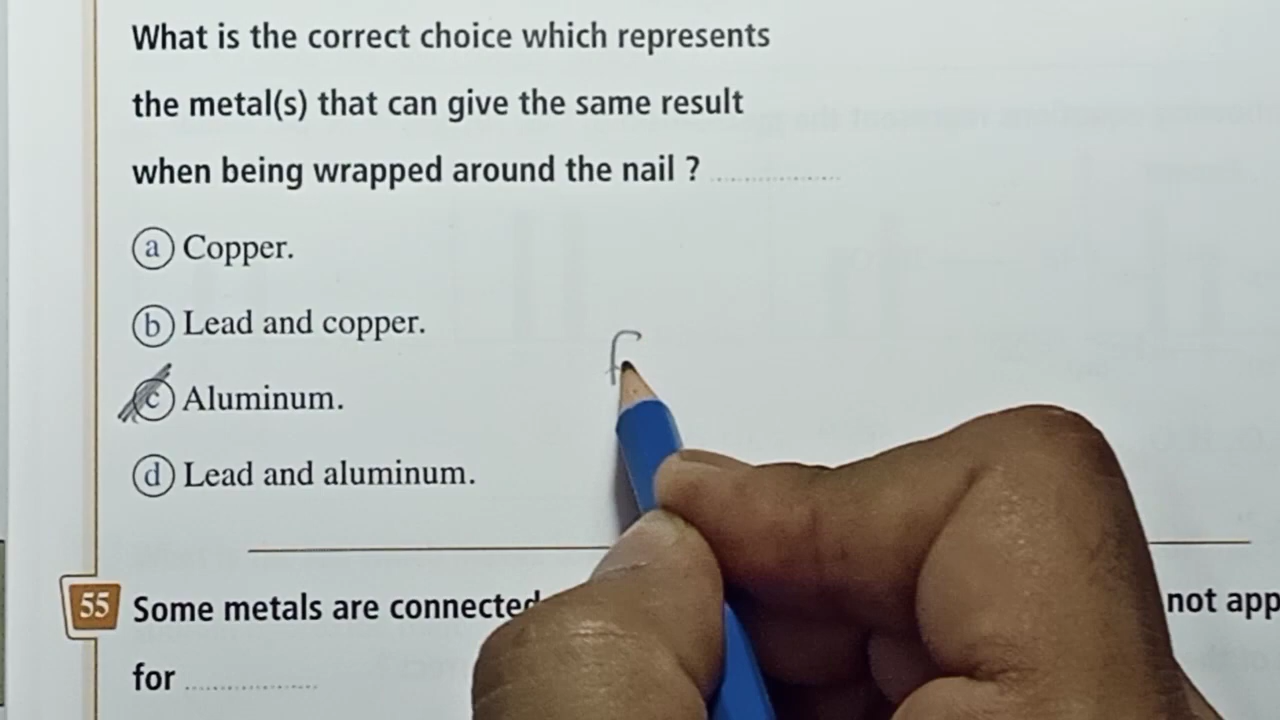 What is the correct choice which represents
the metal(s) that can give the same result
when being wrapped around the nail ? ................
a Copper.
b Lead and copper.
c Aluminum.
d Lead and aluminum.
55 Some metals are connected not app
for ................